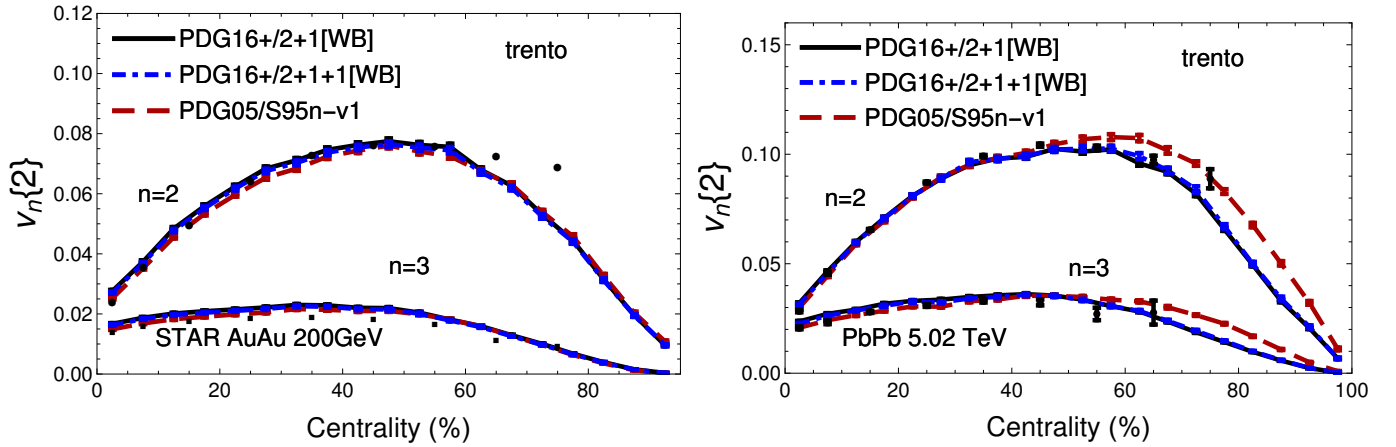 0.12
0.10
0.08
0.06
0.04
0.02
0.00
v_n{2}
PDG16+/2+1[WB]
PDG16+/2+1+1[WB]
PDG05/S95n-v1
trento
n=2
n=3
STAR AuAu 200GeV
0 20 40 60 80
Centrality (%)
0.15
0.10
0.05
0.00
v_n{2}
PDG16+/2+1[WB]
PDG16+/2+1+1[WB]
PDG05/S95n-v1
trento
n=2
n=3
PbPb 5.02 TeV
0 20 40 60 80 100
Centrality (%)